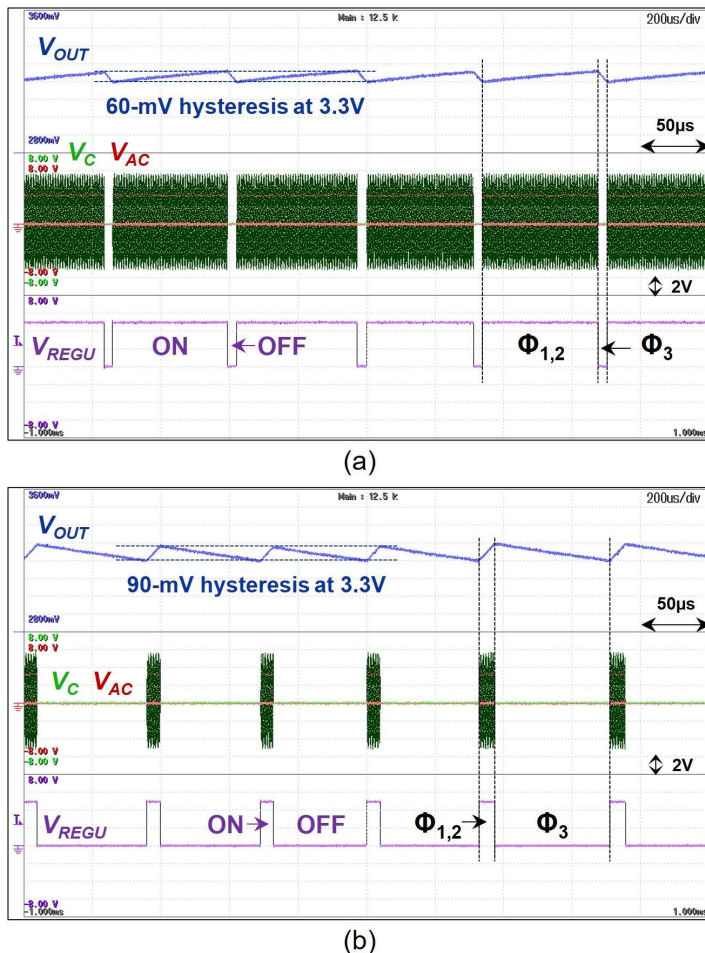 3600mV Main : 12.5 k 200us/div
VOUT
60-mV hysteresis at 3.3V
50μs
2800mV
8.00 V
8.00 V
VC VAC
-8.00 V
-8.00 V
2V
8.00 V
VREGU ON OFF Φ1,2 Φ3
-8.00 V
-1.000ms 1.000ms
(a)
3600mV Main : 12.5 k 200us/div
VOUT
90-mV hysteresis at 3.3V
50μs
2800mV
8.00 V
8.00 V
VC VAC
-8.00 V
-8.00 V
2V
8.00 V
VREGU ON OFF Φ1,2 Φ3
-8.00 V
-1.000ms 1.000ms
(b)